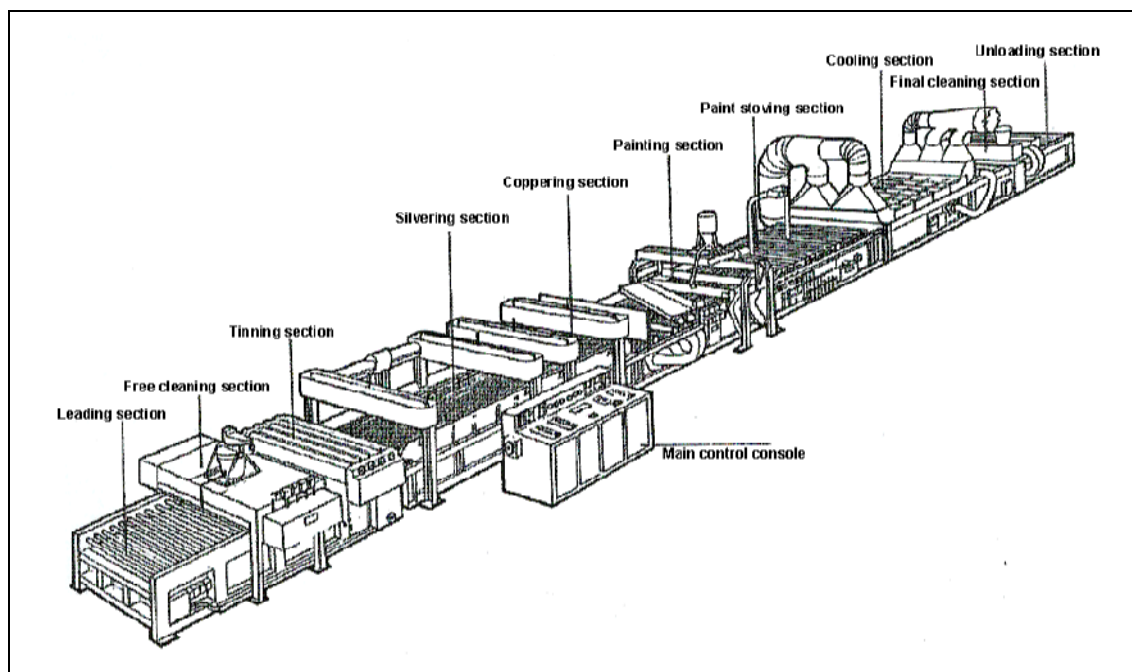 Unloading section
Cooling section
Final cleaning section
Paint stoving section
Painting section
Coppering section
Silvering section
Tinning section
Free cleaning section
Leading section
Main control console